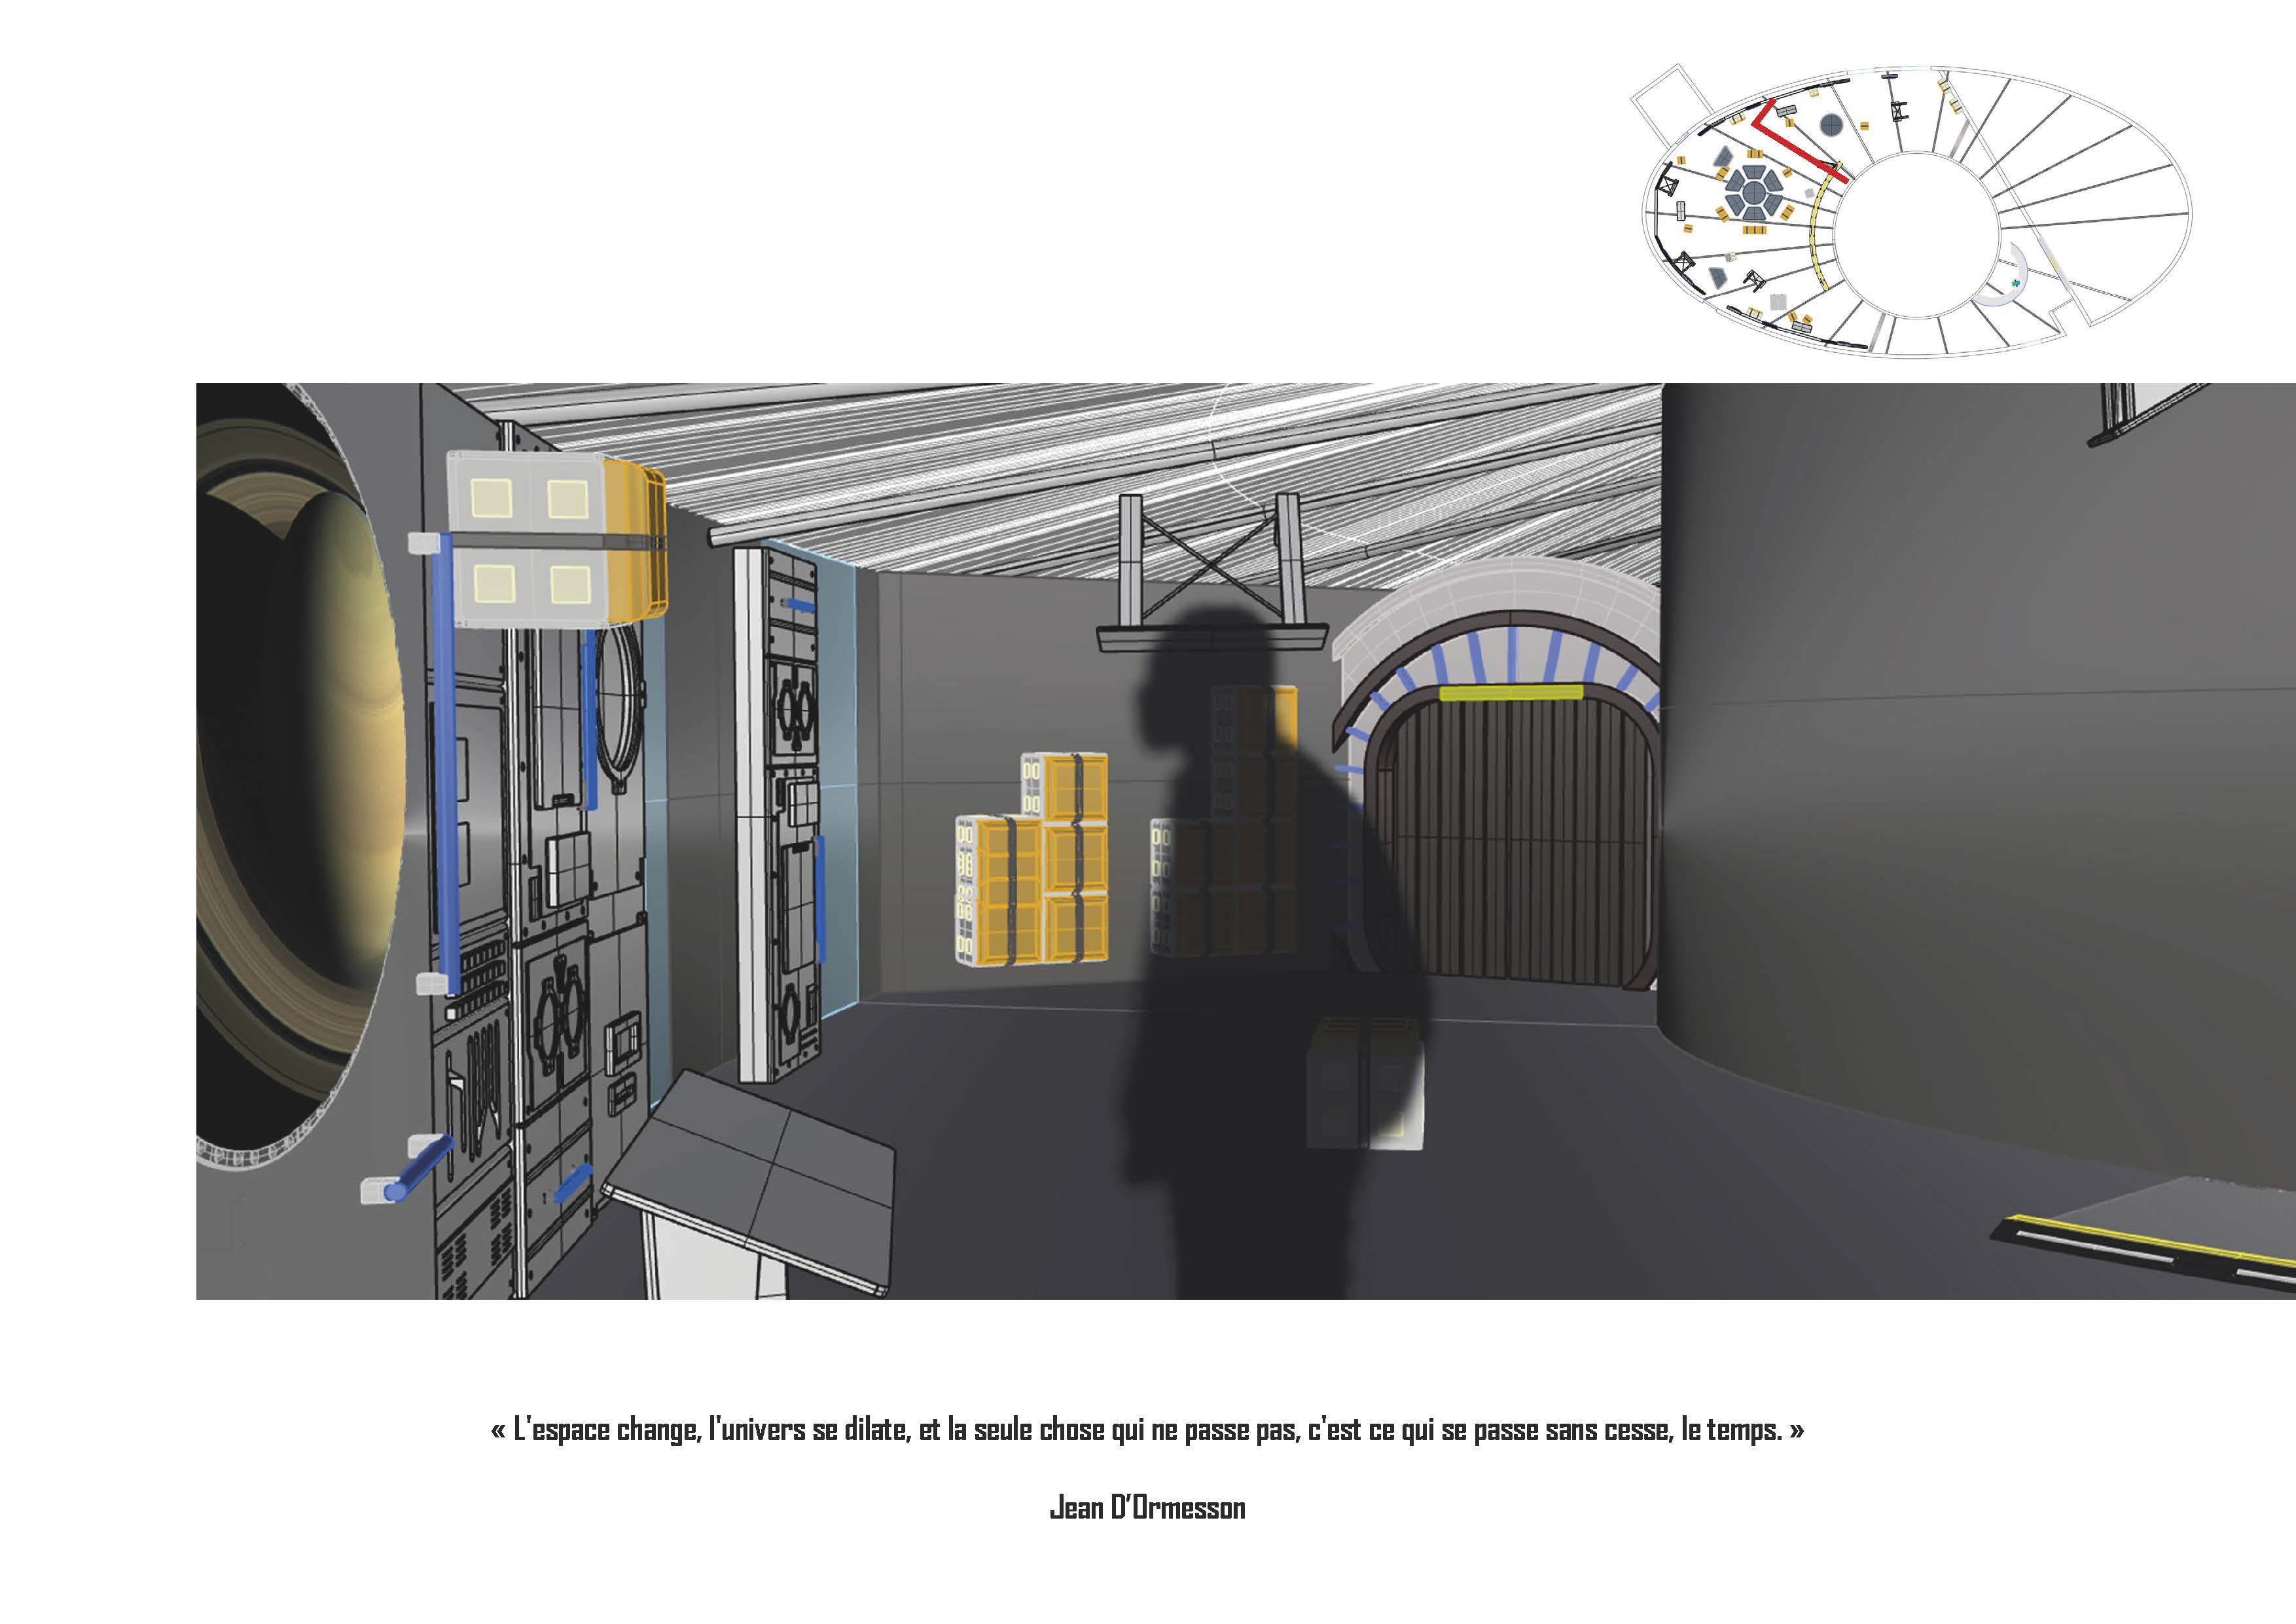 « L'espace change, l'univers se dilate, et la seule chose qui ne passe pas, c'est ce qui se passe sans cesse, le temps. »
Jean D'Ormesson